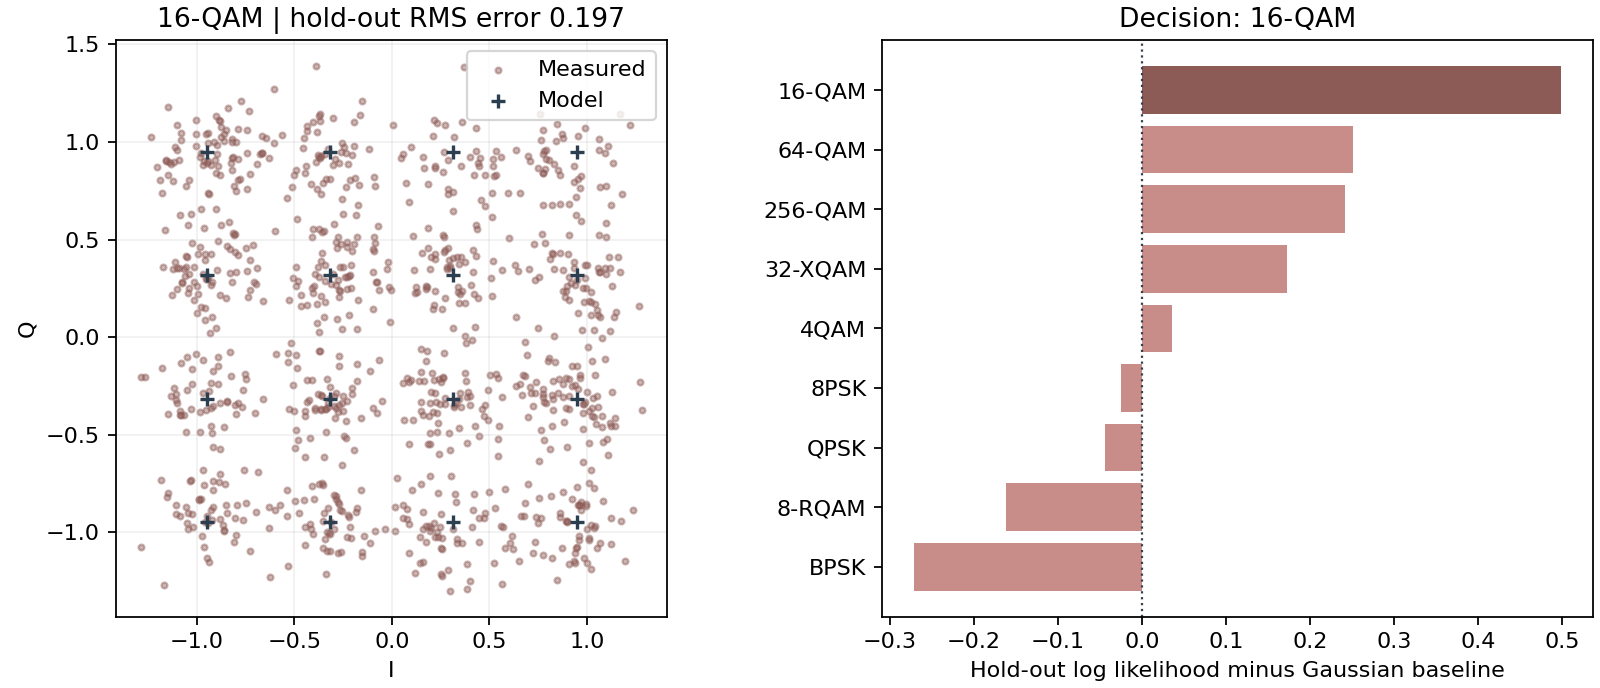 16-QAM | hold-out RMS error 0.197
Measured
Model
1.5
1.0
0.5
0.0
−0.5
−1.0
Q
−1.0 −0.5 0.0 0.5 1.0
I
Decision: 16-QAM
16-QAM
64-QAM
256-QAM
32-XQAM
4QAM
8PSK
QPSK
8-RQAM
BPSK
−0.3 −0.2 −0.1 0.0 0.1 0.2 0.3 0.4 0.5
Hold-out log likelihood minus Gaussian baseline